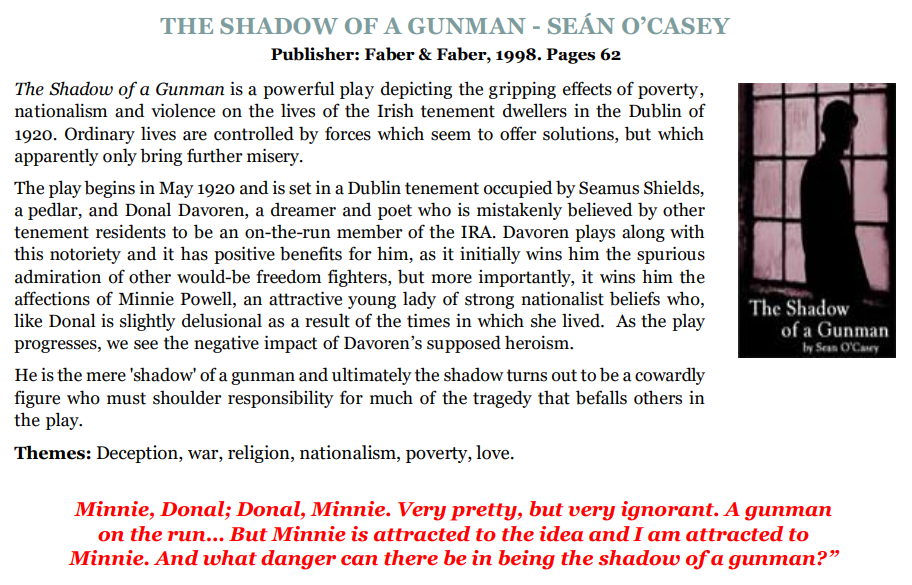 THE SHADOW OF A GUNMAN - SEÁN O'CASEY
Publisher: Faber & Faber, 1998. Pages 62
The Shadow of a Gunman is a powerful play depicting the gripping effects of poverty,
nationalism and violence on the lives of the Irish tenement dwellers in the Dublin of
1920. Ordinary lives are controlled by forces which seem to offer solutions, but which
apparently only bring further misery.
The play begins in May 1920 and is set in a Dublin tenement occupied by Seamus Shields,
a pedlar, and Donal Davoren, a dreamer and poet who is mistakenly believed by other
tenement residents to be an on-the-run member of the IRA. Davoren plays along with
this notoriety and it has positive benefits for him, as it initially wins him the spurious
admiration of other would-be freedom fighters, but more importantly, it wins him the
affections of Minnie Powell, an attractive young lady of strong nationalist beliefs who,
like Donal is slightly delusional as a result of the times in which she lived. As the play
progresses, we see the negative impact of Davoren's supposed heroism.
He is the mere 'shadow' of a gunman and ultimately the shadow turns out to be a cowardly
figure who must shoulder responsibility for much of the tragedy that befalls others in
the play.
Themes: Deception, war, religion, nationalism, poverty, love.
The Shadow
of a Gunman
by Sean O'Casey
Minnie, Donal; Donal, Minnie. Very pretty, but very ignorant. A gunman
on the run... But Minnie is attracted to the idea and I am attracted to
Minnie. And what danger can there be in being the shadow of a gunman?"